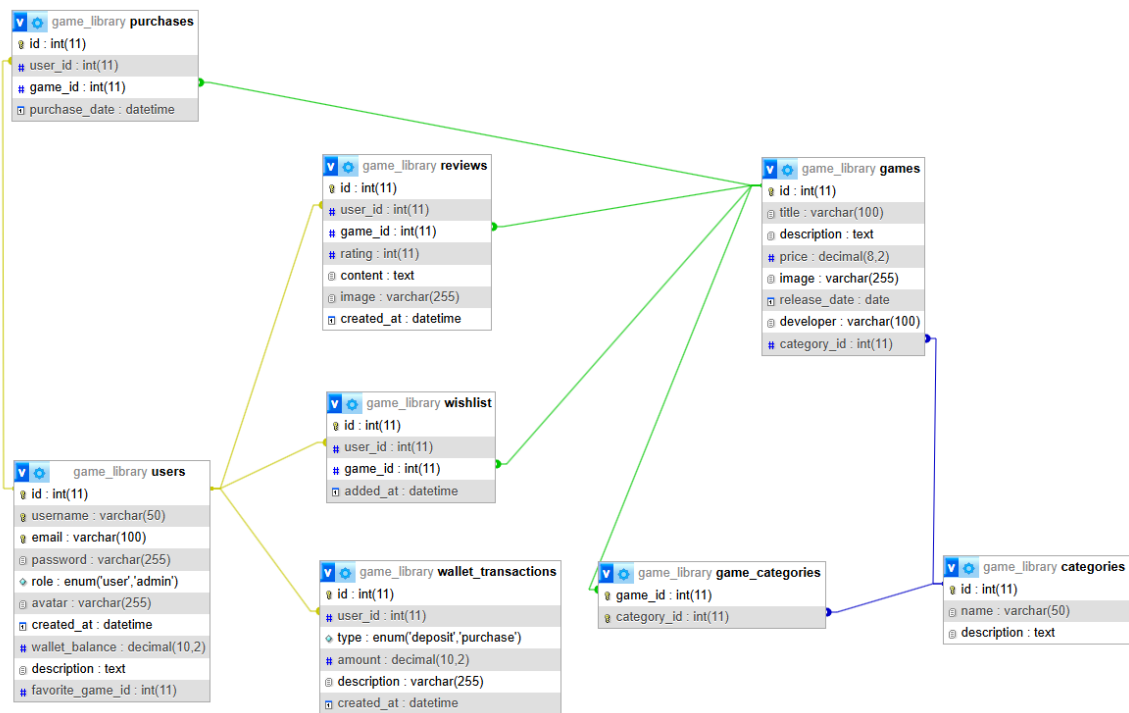 game_library purchases
id : int(11)
user_id : int(11)
game_id : int(11)
purchase_date : datetime
game_library reviews
id : int(11)
user_id : int(11)
game_id : int(11)
rating : int(11)
content : text
image : varchar(255)
created_at : datetime
game_library games
id : int(11)
title : varchar(100)
description : text
price : decimal(8,2)
image : varchar(255)
release_date : date
developer : varchar(100)
category_id : int(11)
game_library wishlist
id : int(11)
user_id : int(11)
game_id : int(11)
added_at : datetime
game_library users
id : int(11)
username : varchar(50)
email : varchar(100)
password : varchar(255)
role : enum('user','admin')
avatar : varchar(255)
created_at : datetime
wallet_balance : decimal(10,2)
description : text
favorite_game_id : int(11)
game_library wallet_transactions
id : int(11)
user_id : int(11)
type : enum('deposit','purchase')
amount : decimal(10,2)
description : varchar(255)
created_at : datetime
game_library game_categories
game_id : int(11)
category_id : int(11)
game_library categories
id : int(11)
name : varchar(50)
description : text